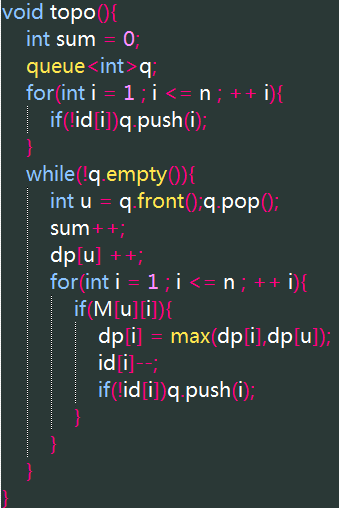 void topo(){
    int sum = 0;
    queue<int>q;
    for(int i = 1 ; i <= n ; ++ i){
        if(!id[i])q.push(i);
    }
    while(!q.empty()){
        int u = q.front();q.pop();
        sum++;
        dp[u] ++;
        for(int i = 1 ; i <= n ; ++ i){
            if(M[u][i]){
                dp[i] = max(dp[i],dp[u]);
                id[i]--;
                if(!id[i])q.push(i);
            }
        }
    }
}